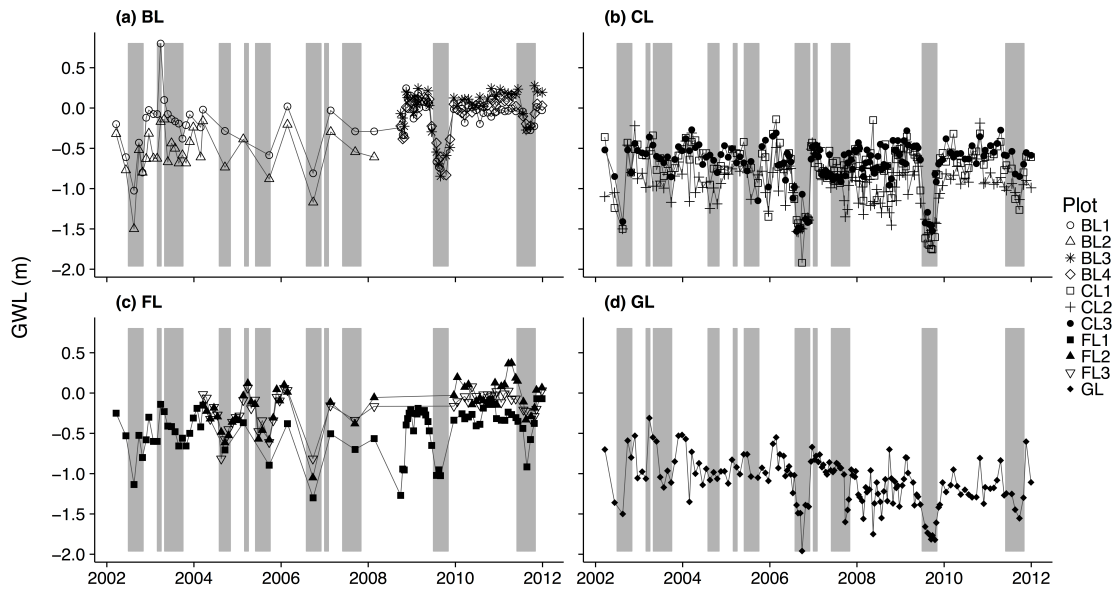 (a) BL
(b) CL
0.5
0.0
−0.5
−1.0
−1.5
−2.0
GWL (m)
(c) FL
(d) GL
0.5
0.0
−0.5
−1.0
−1.5
−2.0
2002 2004 2006 2008 2010 2012
2002 2004 2006 2008 2010 2012
Plot
BL1
BL2
BL3
BL4
CL1
CL2
CL3
FL1
FL2
FL3
GL